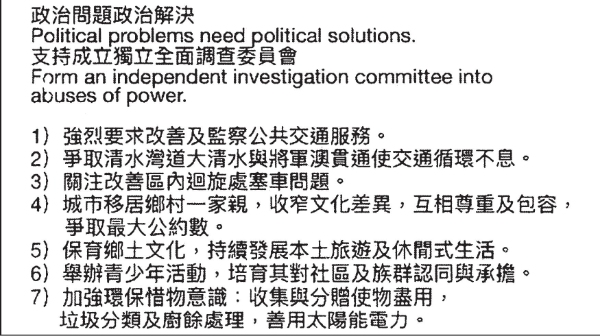 政治問題政治解決
Political problems need political solutions.
支持成立獨立全面調查委員會
Form an independent investigation committee into
abuses of power.
1) 強烈要求改善及監察公共交通服務。
2) 爭取清水灣道大清水與將軍澳貫通使交通循環不息。
3) 關注改善區內迴旋處塞車問題。
4) 城市移居鄉村一家親，收窄文化差異，互相尊重及包容，
爭取最大公約數。
5) 保育鄉土文化，持續發展本土旅遊及休閒式生活。
6) 舉辦青少年活動，培育其對社區及族群認同與承擔。
7) 加強環保惜物意識：收集與分贈使物盡用，
垃圾分類及廚餘處理，善用太陽能電力。